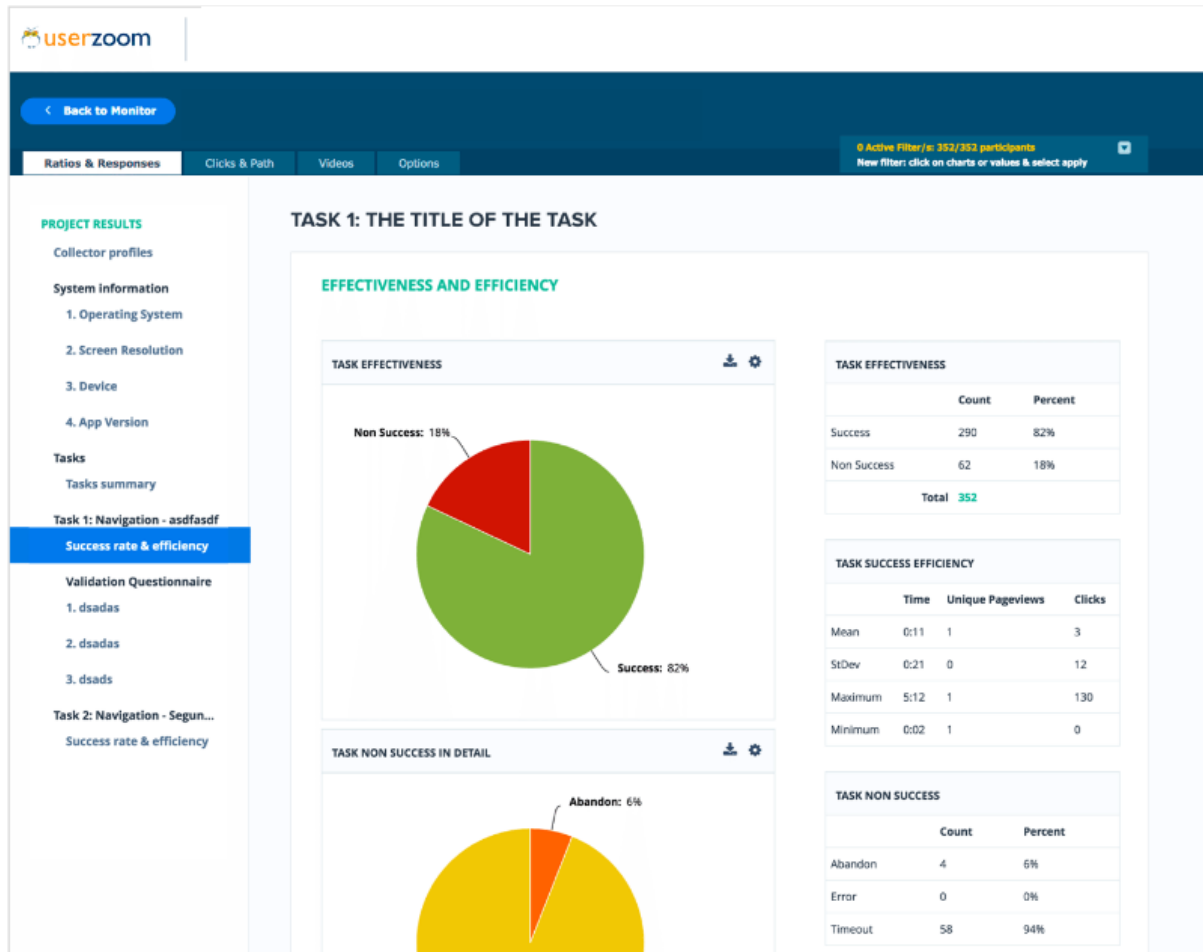 userzoom
Back to Monitor
Ratios & Responses
Clicks & Path
Videos
Options
0 Active Filter/s: 352/352 participants
New filter: click on charts or values & select apply
PROJECT RESULTS
Collector profiles
System information
1. Operating System
2. Screen Resolution
3. Device
4. App Version
Tasks
Tasks summary
Task 1: Navigation - asdfasdf
Success rate & efficiency
Validation Questionnaire
1. dsadas
2. dsadas
3. dsads
Task 2: Navigation - Segun...
Success rate & efficiency
TASK 1: THE TITLE OF THE TASK
EFFECTIVENESS AND EFFICIENCY
TASK EFFECTIVENESS
Non Success: 18%
Success: 82%
TASK NON SUCCESS IN DETAIL
Abandon: 6%
TASK EFFECTIVENESS
Count Percent
Success 290 82%
Non Success 62 18%
Total 352
TASK SUCCESS EFFICIENCY
Time Unique Pageviews Clicks
Mean 0:11 1 3
StDev 0:21 0 12
Maximum 5:12 1 130
Minimum 0:02 1 0
TASK NON SUCCESS
Count Percent
Abandon 4 6%
Error 0 0%
Timeout 58 94%